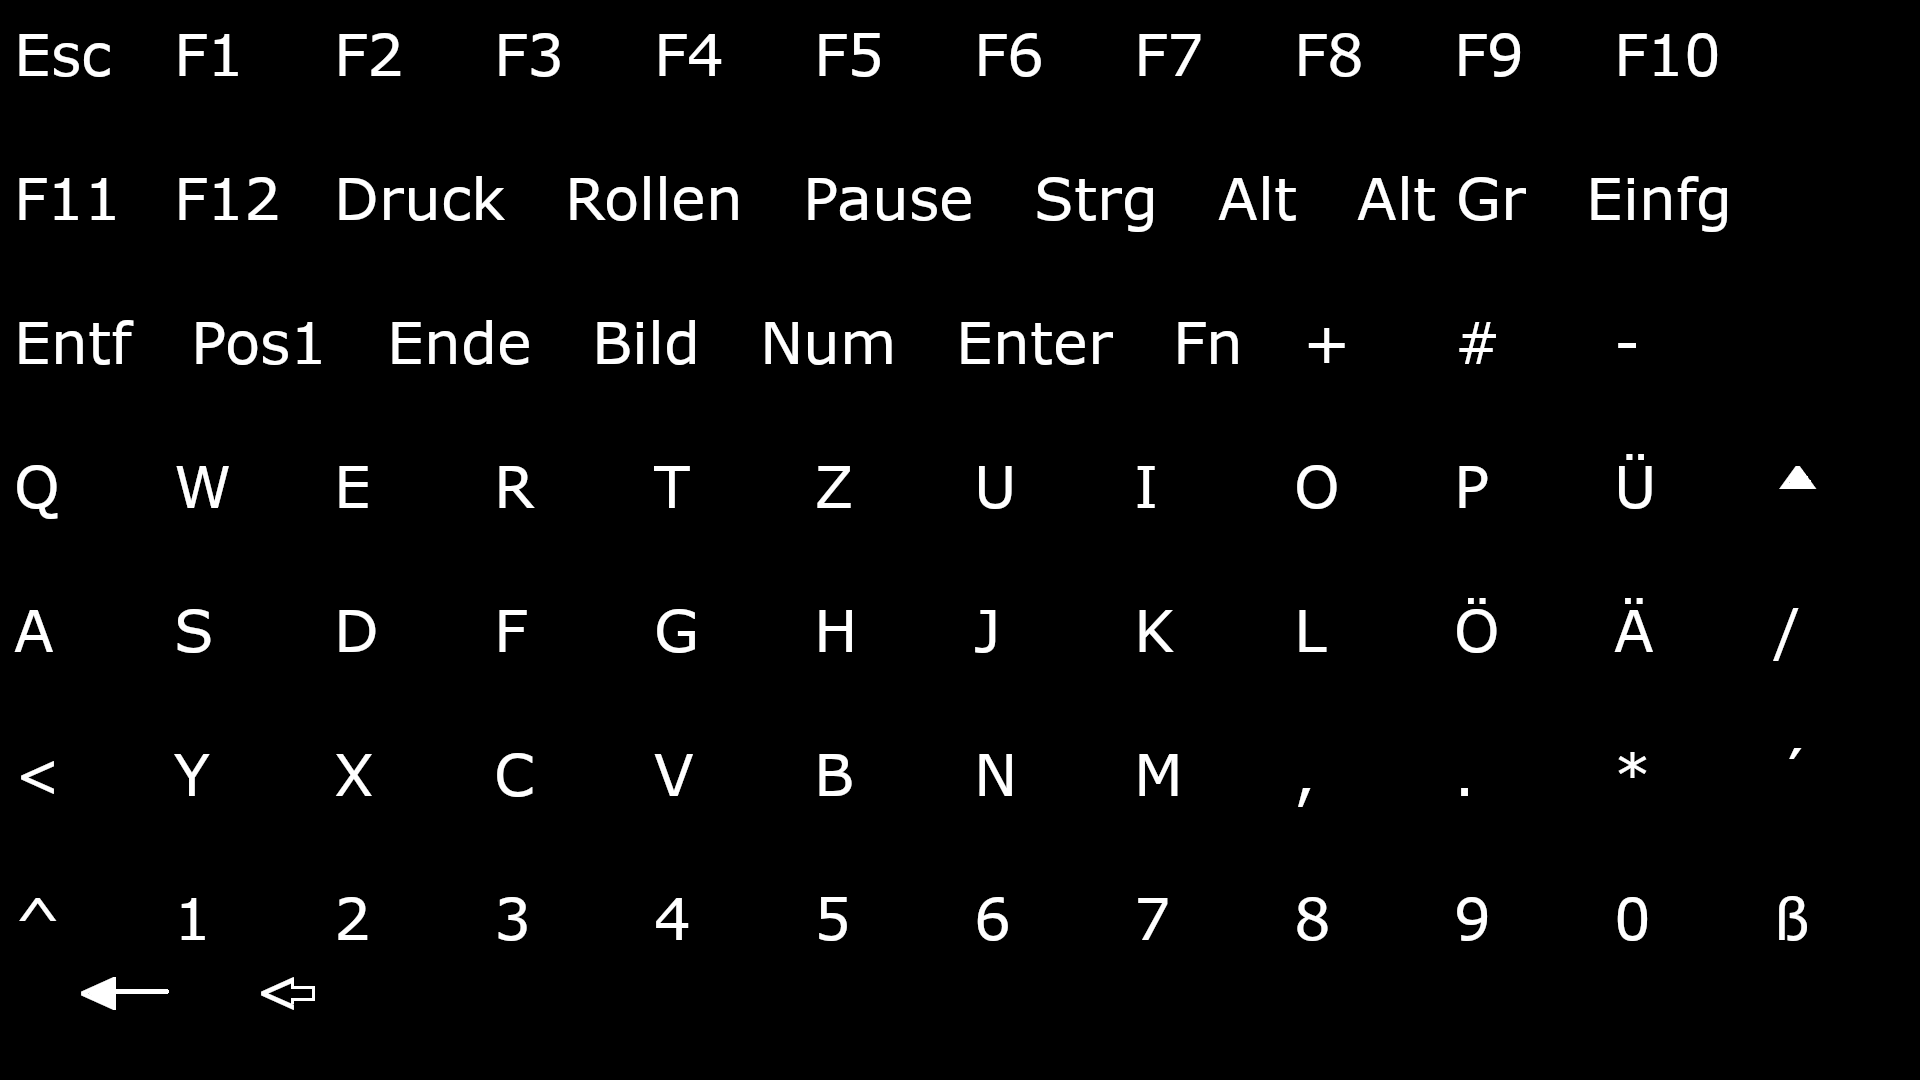 Esc F1 F2 F3 F4 F5 F6 F7 F8 F9 F10
F11 F12 Druck Rollen Pause Strg Alt Alt Gr Einfg
Entf Pos1 Ende Bild Num Enter Fn + # -
Q W E R T Z U I O P Ü ▲
A S D F G H J K L Ö Ä /
< Y X C V B N M , . * ´
^ 1 2 3 4 5 6 7 8 9 0 ß
← ⇦